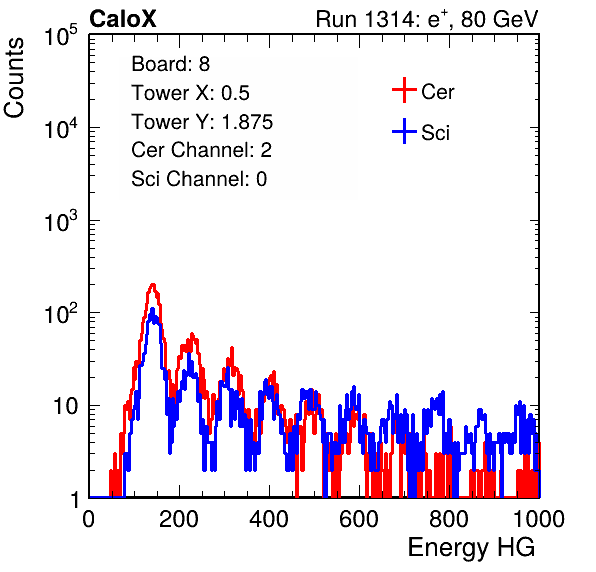 CaloX Run 1314: e⁺, 80 GeV
Counts
Board: 8
Tower X: 0.5
Tower Y: 1.875
Cer Channel: 2
Sci Channel: 0
Cer
Sci
10⁵
10⁴
10³
10²
10
1
0 200 400 600 800 1000
Energy HG